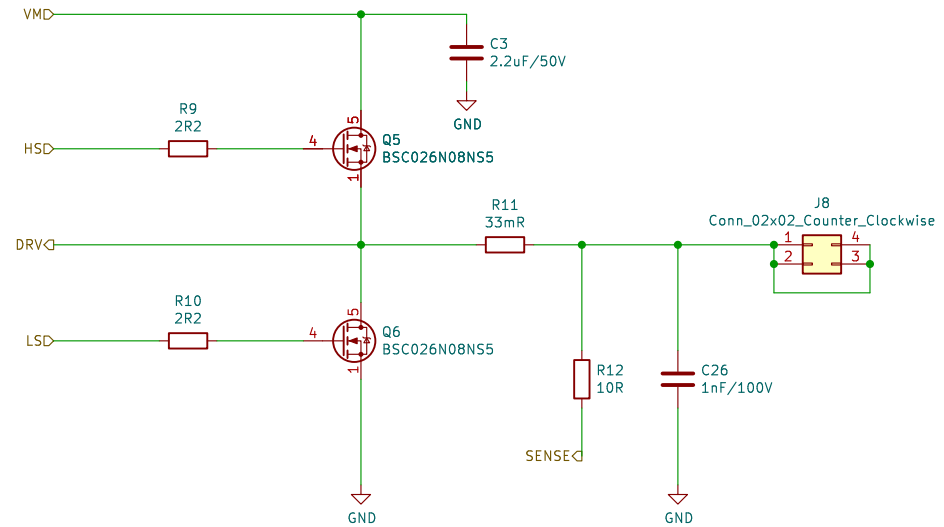 VM
C3
2.2uF/50V
GND
R9
2R2
HS
4
5
1
Q5
BSC026N08NS5
DRV
R11
33mR
J8
Conn_02x02_Counter_Clockwise
1
4
2
3
R10
2R2
LS
4
5
1
Q6
BSC026N08NS5
R12
10R
C26
1nF/100V
SENSE
GND
GND